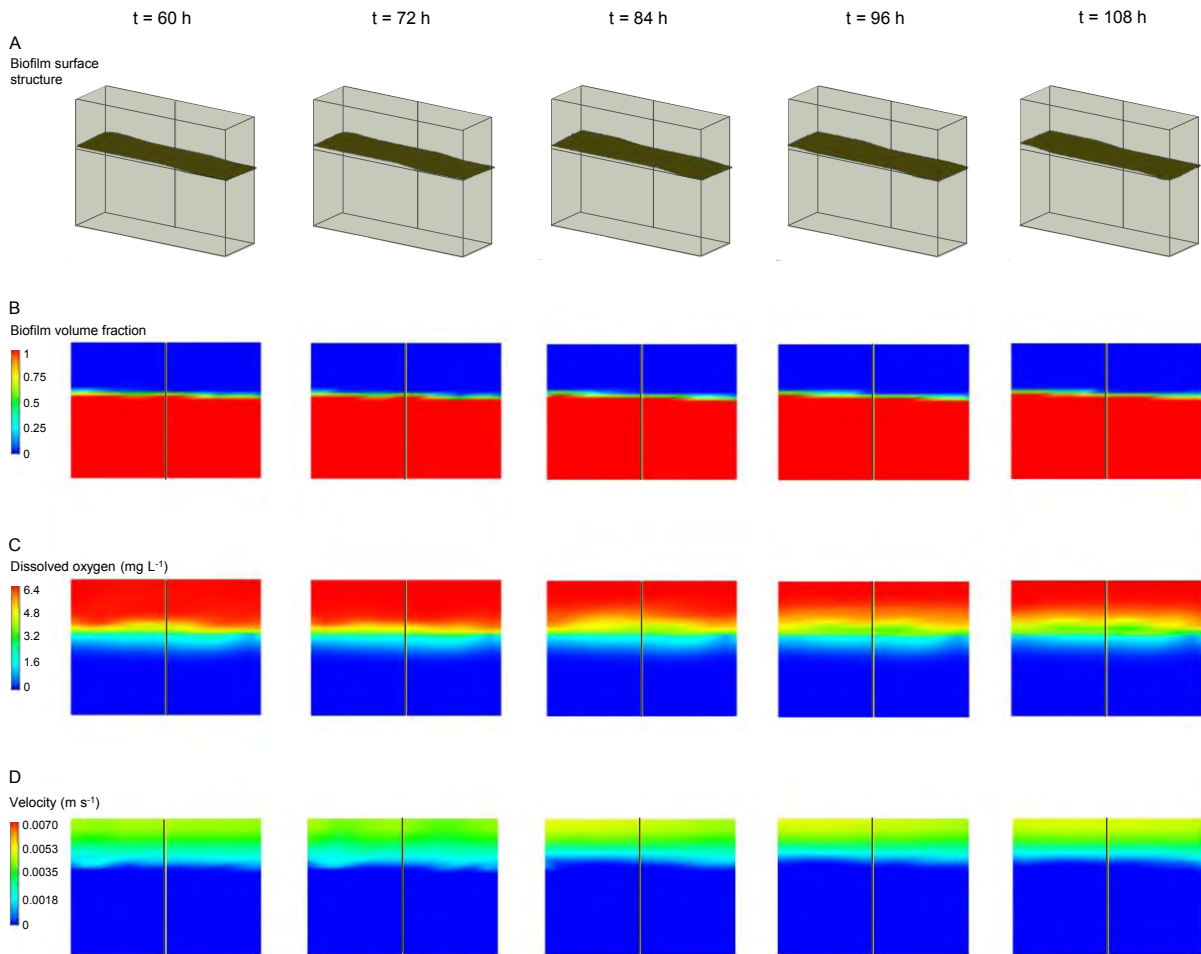 t = 60 h t = 72 h t = 84 h t = 96 h t = 108 h
A
Biofilm surface
structure
B
Biofilm volume fraction
1
0.75
0.5
0.25
0
C
Dissolved oxygen (mg L⁻¹)
6.4
4.8
3.2
1.6
0
D
Velocity (m s⁻¹)
0.0070
0.0053
0.0035
0.0018
0